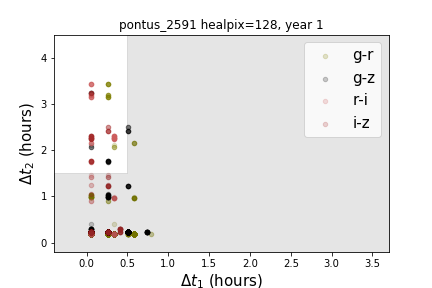 pontus_2591 healpix=128, year 1
4
3
2
1
0
Δt₂ (hours)
g-r
g-z
r-i
i-z
0.0 0.5 1.0 1.5 2.0 2.5 3.0 3.5
Δt₁ (hours)